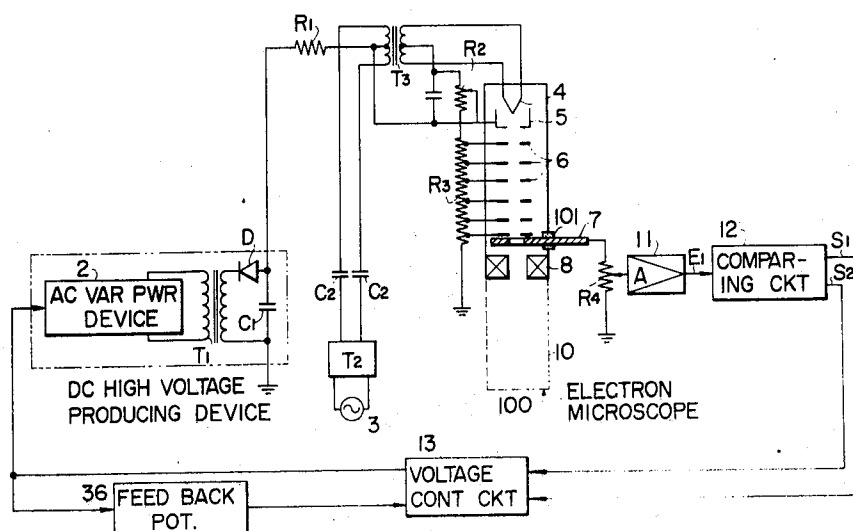 R1
T3
R2
4
5
6
R3
101
7
8
11
A
E1
12
COMPAR-
ING CKT
S1
S2
R4
D
2
AC VAR PWR
DEVICE
T1
C1
C2
C2
T2
3
10
100
DC HIGH VOLTAGE
PRODUCING DEVICE
ELECTRON
MICROSCOPE
13
VOLTAGE
CONT CKT
36
FEED BACK
POT.